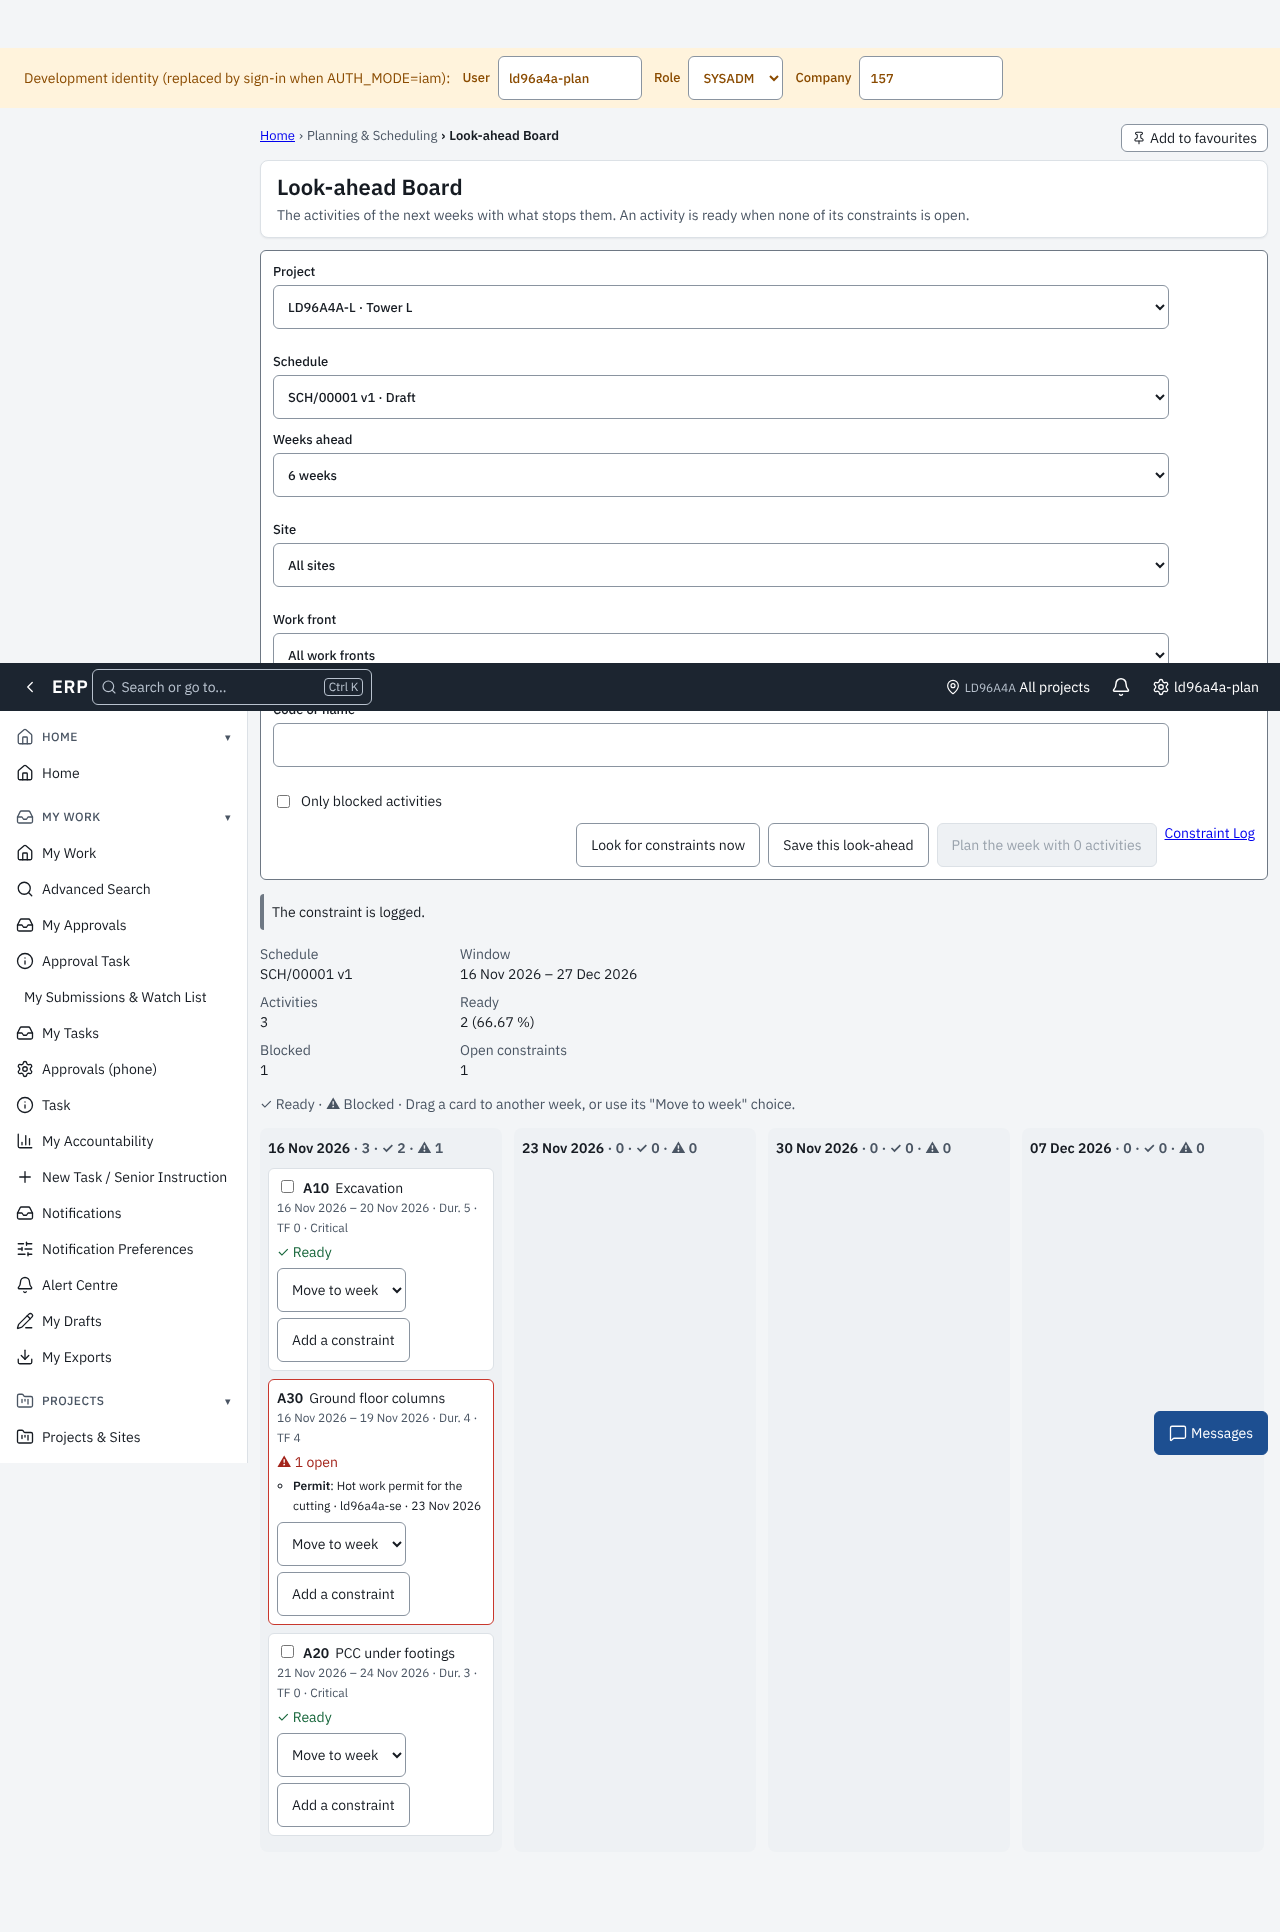 Development identity (replaced by sign-in when AUTH_MODE=iam): User ld96a4a-plan Role SYSADM Company 157
Home › Planning & Scheduling › Look-ahead Board
Add to favourites
Look-ahead Board
The activities of the next weeks with what stops them. An activity is ready when none of its constraints is open.
Project
LD96A4A-L · Tower L
Schedule
SCH/00001 v1 · Draft
Weeks ahead
6 weeks
Site
All sites
Work front
All work fronts
ERP Search or go to... Ctrl K LD96A4A All projects ld96a4a-plan
Code or name
Only blocked activities
Look for constraints now
Save this look-ahead
Plan the week with 0 activities
Constraint Log
HOME
Home
MY WORK
My Work
Advanced Search
My Approvals
Approval Task
My Submissions & Watch List
My Tasks
Approvals (phone)
Task
My Accountability
New Task / Senior Instruction
Notifications
Notification Preferences
Alert Centre
My Drafts
My Exports
PROJECTS
Projects & Sites
The constraint is logged.
Schedule
SCH/00001 v1
Window
16 Nov 2026 – 27 Dec 2026
Activities
3
Ready
2 (66.67 %)
Blocked
1
Open constraints
1
✓ Ready · ⚠ Blocked · Drag a card to another week, or use its "Move to week" choice.
16 Nov 2026 · 3 · ✓ 2 · ⚠ 1
A10 Excavation
16 Nov 2026 – 20 Nov 2026 · Dur. 5 ·
TF 0 · Critical
✓ Ready
Move to week
Add a constraint
A30 Ground floor columns
16 Nov 2026 – 19 Nov 2026 · Dur. 4 ·
TF 4
⚠ 1 open
Permit: Hot work permit for the
cutting · ld96a4a-se · 23 Nov 2026
Move to week
Add a constraint
A20 PCC under footings
21 Nov 2026 – 24 Nov 2026 · Dur. 3 ·
TF 0 · Critical
✓ Ready
Move to week
Add a constraint
23 Nov 2026 · 0 · ✓ 0 · ⚠ 0
30 Nov 2026 · 0 · ✓ 0 · ⚠ 0
07 Dec 2026 · 0 · ✓ 0 · ⚠ 0
Messages